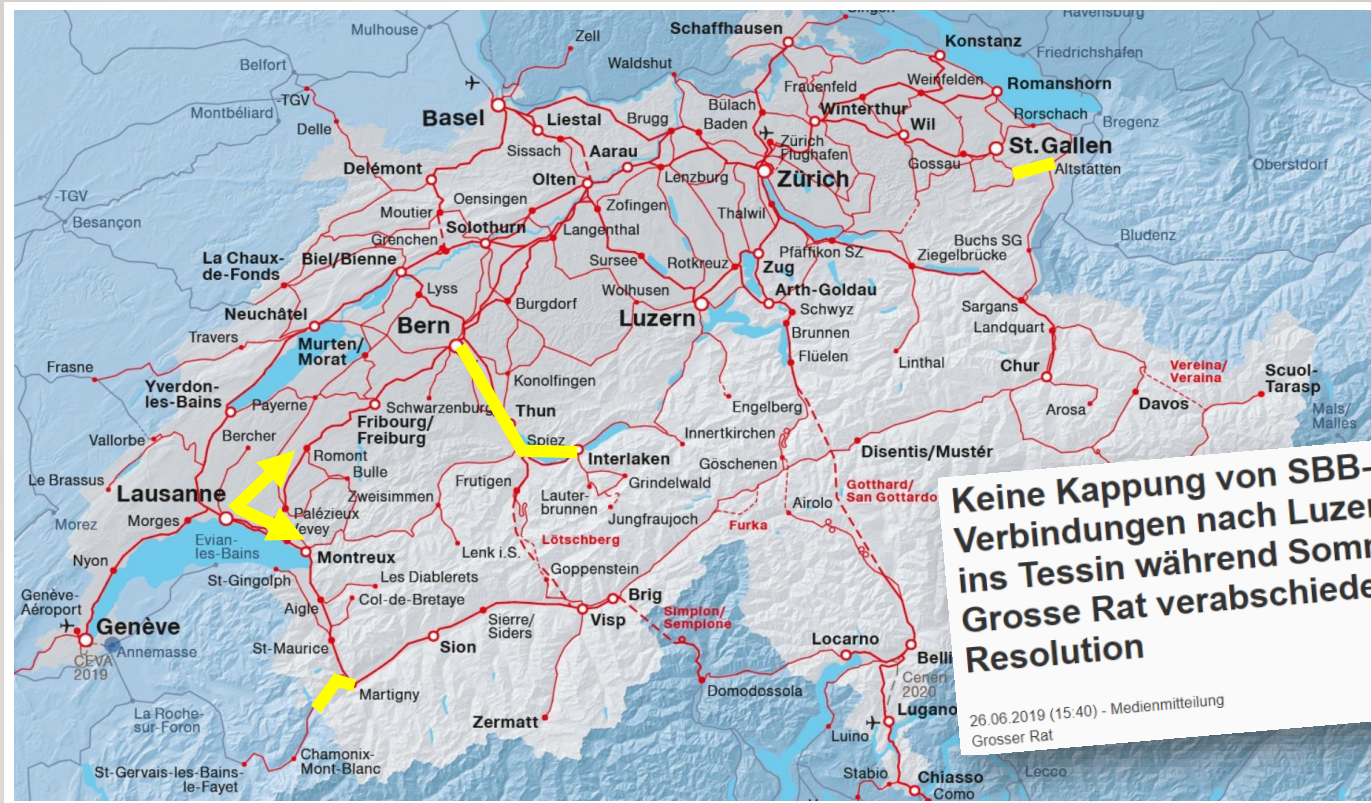 Mulhouse
Zell
Schaffhausen
Singen
Ravensburg
Konstanz
Friedrichshafen
Belfort
Waldshut
Weinfelden
Romanshorn
Frauenfeld
-TGV
Montbéliard
Delle
Basel
Liestal
Brugg
Bülach
Baden
Winterthur
Wil
Rorschach
Bregenz
Sissach
Aarau
Zürich
Flughafen
St.Gallen
Gossau
Altstätten
Oberstdorf
Delémont
Olten
Lenzburg
Zürich
-TGV
Besançon
Oensingen
Moutier
Zofingen
Thalwil
Solothurn
Grenchen
Langenthal
Buchs SG
Bludenz
La Chaux-
de-Fonds
Biel/Bienne
Sursee
Rotkreuz
Pfäffikon SZ
Ziegelbrücke
Zug
Lyss
Burgdorf
Wolhusen
Arth-Goldau
Sargans
Neuchâtel
Bern
Luzern
Schwyz
Brunnen
Landquart
Travers
Murten/
Morat
Flüelen
Linthal
Frasne
Chur
Vereina/
Veraina
Scuol-
Tarasp
Yverdon-
les-Bains
Payerne
Konolfingen
Schwarzenburg
Thun
Engelberg
Arosa
Davos
Mals/
Malles
Fribourg/
Freiburg
Vallorbe
Bercher
Romont
Spiez
Interlaken
Innertkirchen
Göschenen
Disentis/Mustér
Bulle
Le Brassus
Lausanne
Zweisimmen
Frutigen
Grindelwald
Lauter-
brunnen
Jungfraujoch
Airolo
Gotthard/
San Gottardo
Morez
Morges
Palézieux
Vevey
Furka
Evian-
les-Bains
Montreux
Lenk i.S.
Lötschberg
Nyon
St-Gingolph
Les Diablerets
Goppenstein
Genève-
Aéroport
Aigle
Col-de-Bretaye
Brig
Genève
Sierre/
Siders
Visp
Simplon/
Sempione
Annemasse
CEVA
2019
St-Maurice
Sion
Locarno
Martigny
Domodossola
Ceneri
2020
La Roche-
sur-Foron
Zermatt
Lugano
Luino
Chamonix-
Mont-Blanc
St-Gervais-les-Bains-
le-Fayet
Stabio
Chiasso
Como
Lecco
Keine Kappung von SBB-
Verbindungen nach
ins Tessin während
Grosse Rat
Resolution
26.06.2019 (15:40) - Medienmitteilung
Grosser Rat